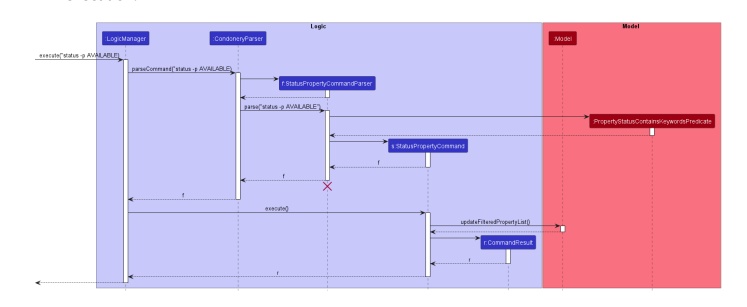 Logic
Model
:LogicManager
:CondoneryParser
:Model
execute("status -p AVAILABLE)
parseCommand("status -p AVAILABLE)
f:StatusPropertyCommandParser
parse("status -p AVAILABLE")
:PropertyStatusContainsKeywordsPredicate
s:StatusPropertyCommand
f
f
f
execute()
updateFilteredPropertyList()
r:CommandResult
r
r